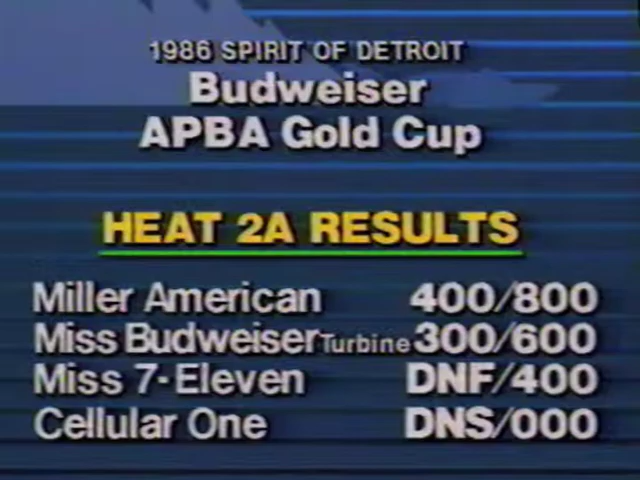 1986 SPIRIT OF DETROIT
Budweiser
APBA Gold Cup
HEAT 2A RESULTS
Miller American 400/800
Miss Budweiser Turbine 300/600
Miss 7-Eleven DNF/400
Cellular One DNS/000